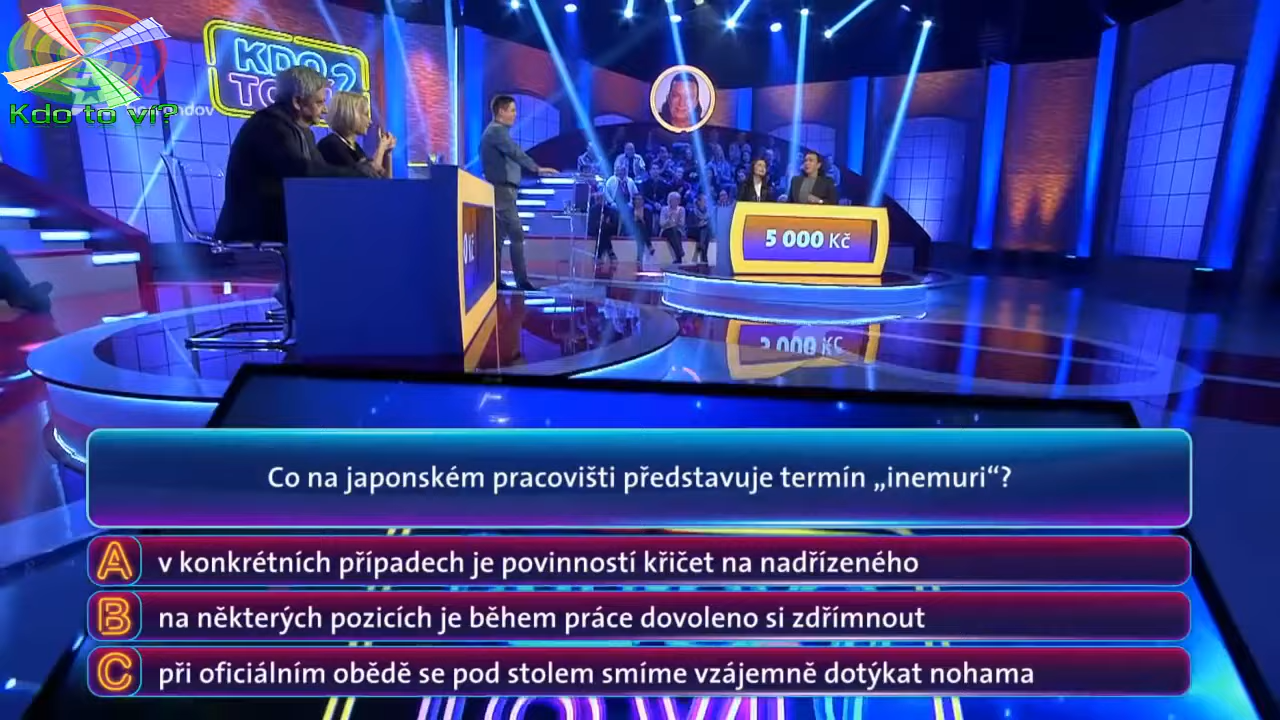 KDO
TO VÍ?
Kdo to ví?
5 000 Kč
Co na japonském pracovišti představuje termín „inemuri“?
A v konkrétních případech je povinností křičet na nadřízeného
B na některých pozicích je během práce dovoleno si zdřímnout
C při oficiálním obědě se pod stolem smíme vzájemně dotýkat nohama